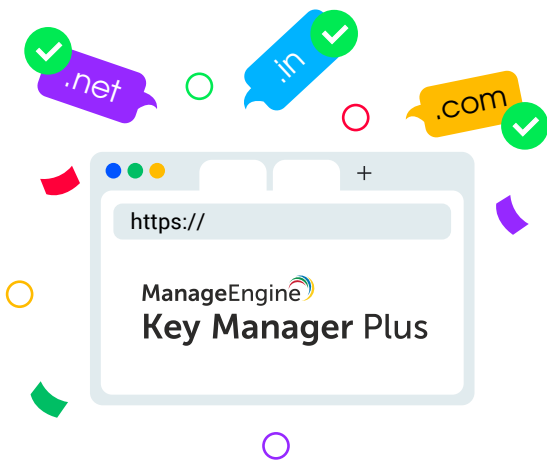 .net
.in
.com
+
https://
ManageEngine
Key Manager Plus